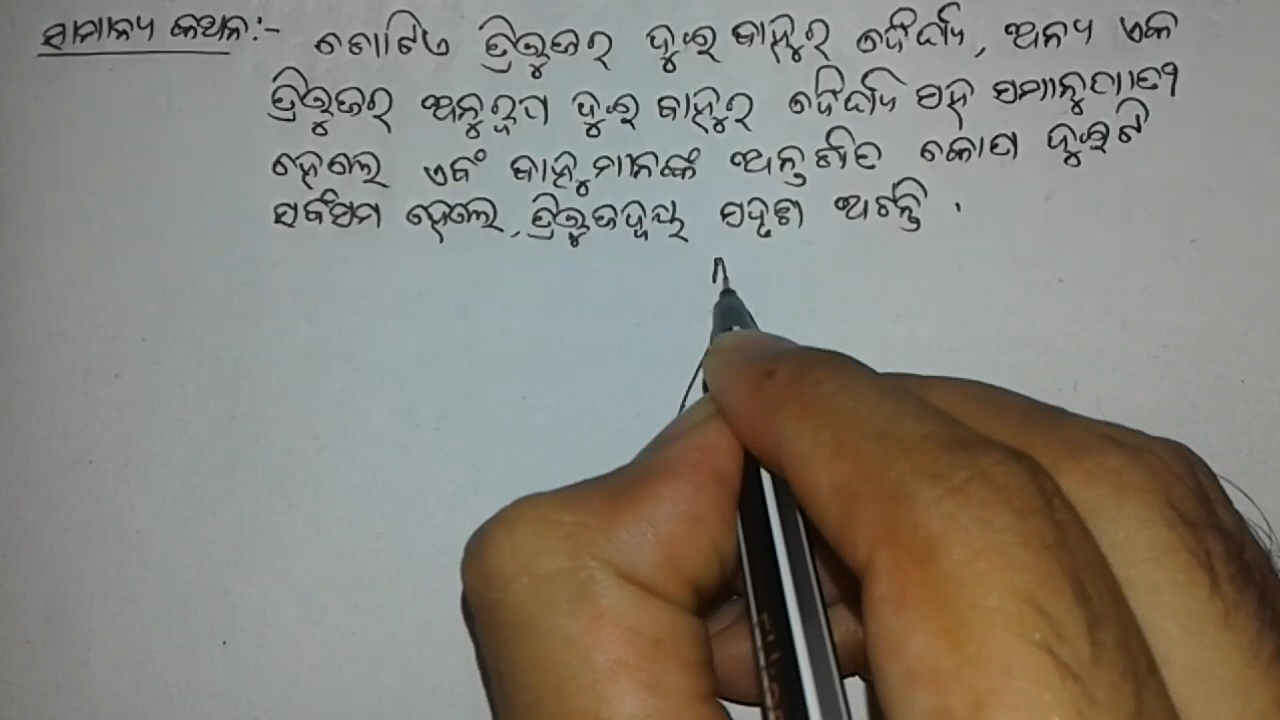 ସାମାନ୍ୟ କଥନ:- ଗୋଟିଏ ତ୍ରିଭୁଜର ଦୁଇ ବାହୁର ଦୈର୍ଘ୍ୟ, ଅନ୍ୟ ଏକ
ତ୍ରିଭୁଜର ଅନୁରୂପ ଦୁଇ ବାହୁର ଦୈର୍ଘ୍ୟ ସହ ସମାନୁପାତୀ
ହେଲେ ଏବଂ ବାହୁମାନଙ୍କ ଅନ୍ତର୍ଗତ କୋଣ ଦୁଇଟି
ସର୍ବସମ ହେଲେ, ତ୍ରିଭୁଜଦ୍ୱୟ ସଦୃଶ ଅଟନ୍ତି .